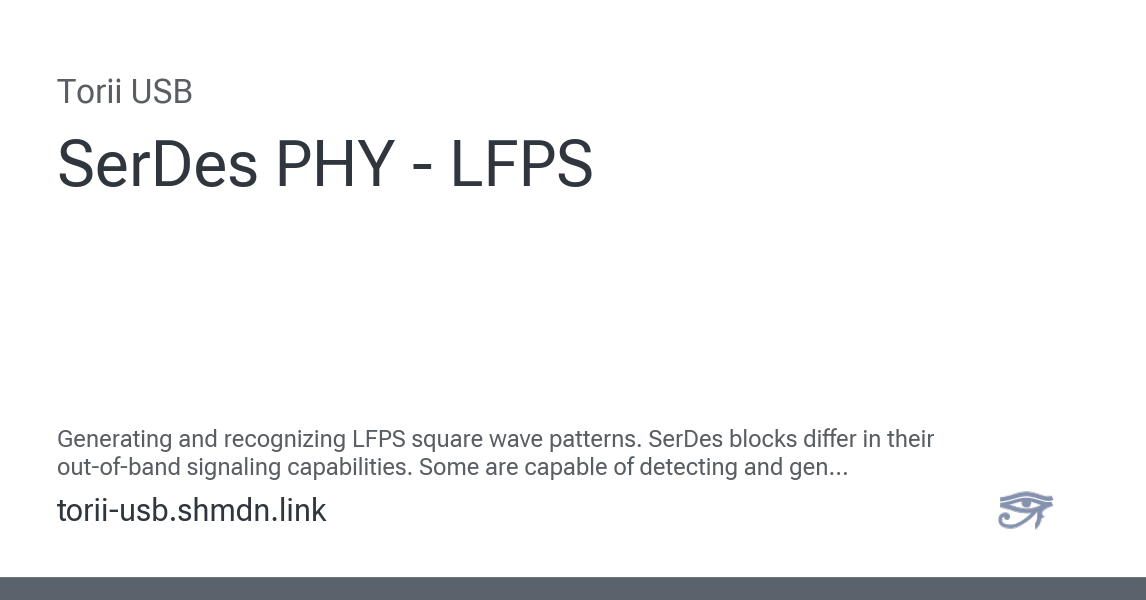 Torii USB
SerDes PHY - LFPS
Generating and recognizing LFPS square wave patterns. SerDes blocks differ in their
out-of-band signaling capabilities. Some are capable of detecting and gen...
torii-usb.shmdn.link